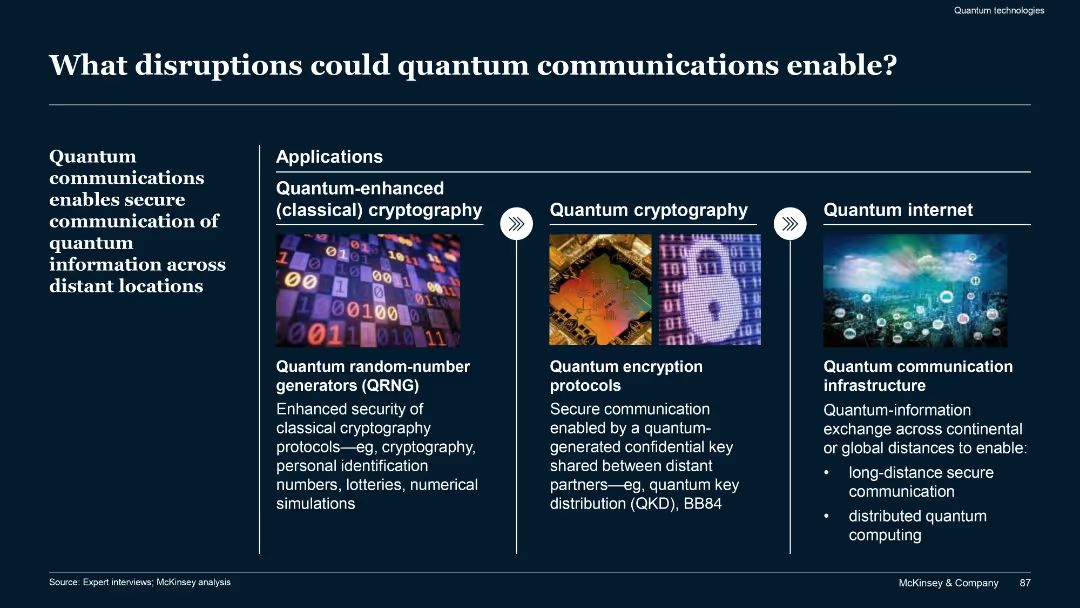 Quantum technologies
What disruptions could quantum communications enable?
Quantum
communications
enables secure
communication of
quantum
information across
distant locations
Applications
Quantum-enhanced
(classical) cryptography
Quantum random-number
generators (QRNG)
Enhanced security of
classical cryptography
protocols—eg, cryptography,
personal identification
numbers, lotteries, numerical
simulations
Quantum cryptography
Quantum encryption
protocols
Secure communication
enabled by a quantum-
generated confidential key
shared between distant
partners—eg, quantum key
distribution (QKD), BB84
Quantum internet
Quantum communication
infrastructure
Quantum-information
exchange across continental
or global distances to enable:
• long-distance secure
communication
• distributed quantum
computing
Source: Expert interviews; McKinsey analysis
McKinsey & Company 87